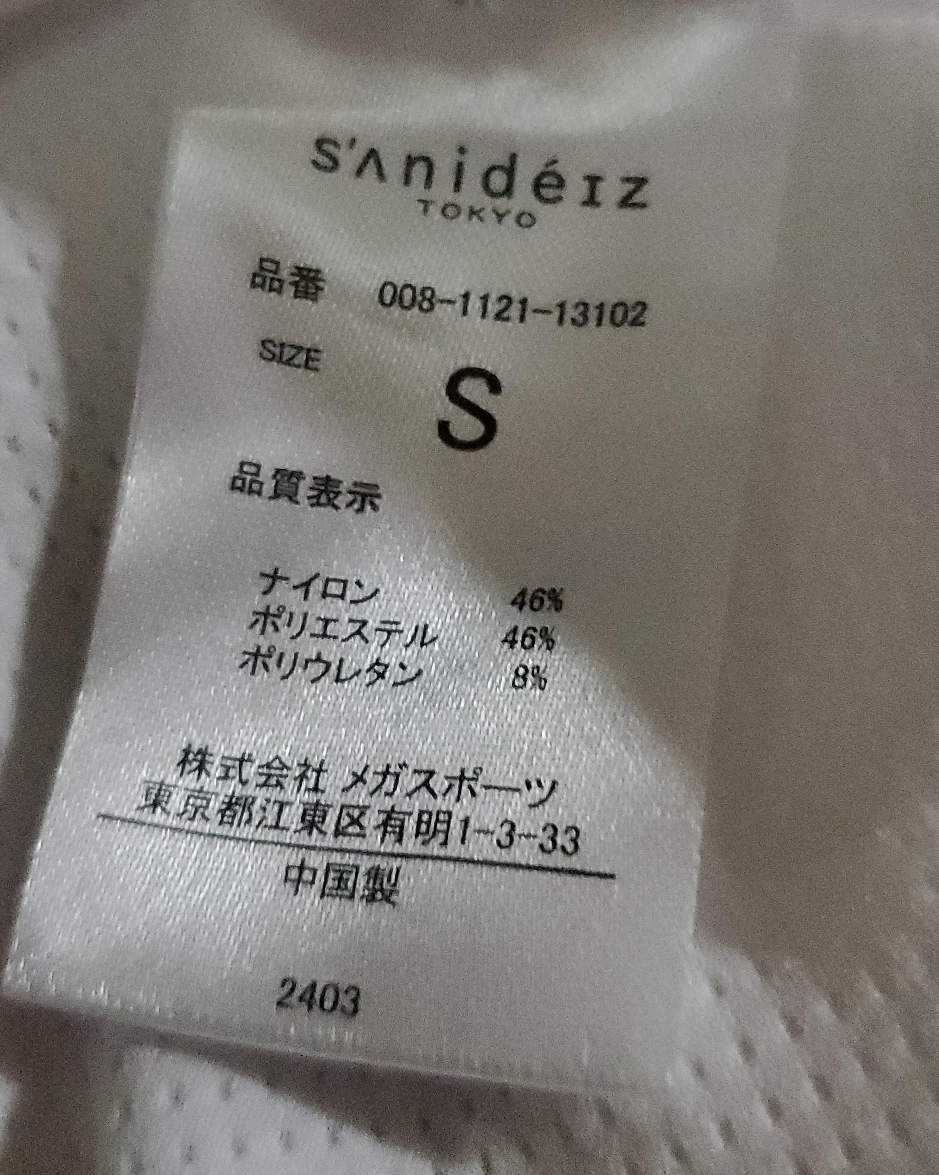 s'ʌnidéɪz
TOKYO
品番 008-1121-13102
SIZE S
品質表示
ナイロン 46%
ポリエステル 46%
ポリウレタン 8%
株式会社 メガスポーツ
東京都江東区有明1-3-33
中国製
2403